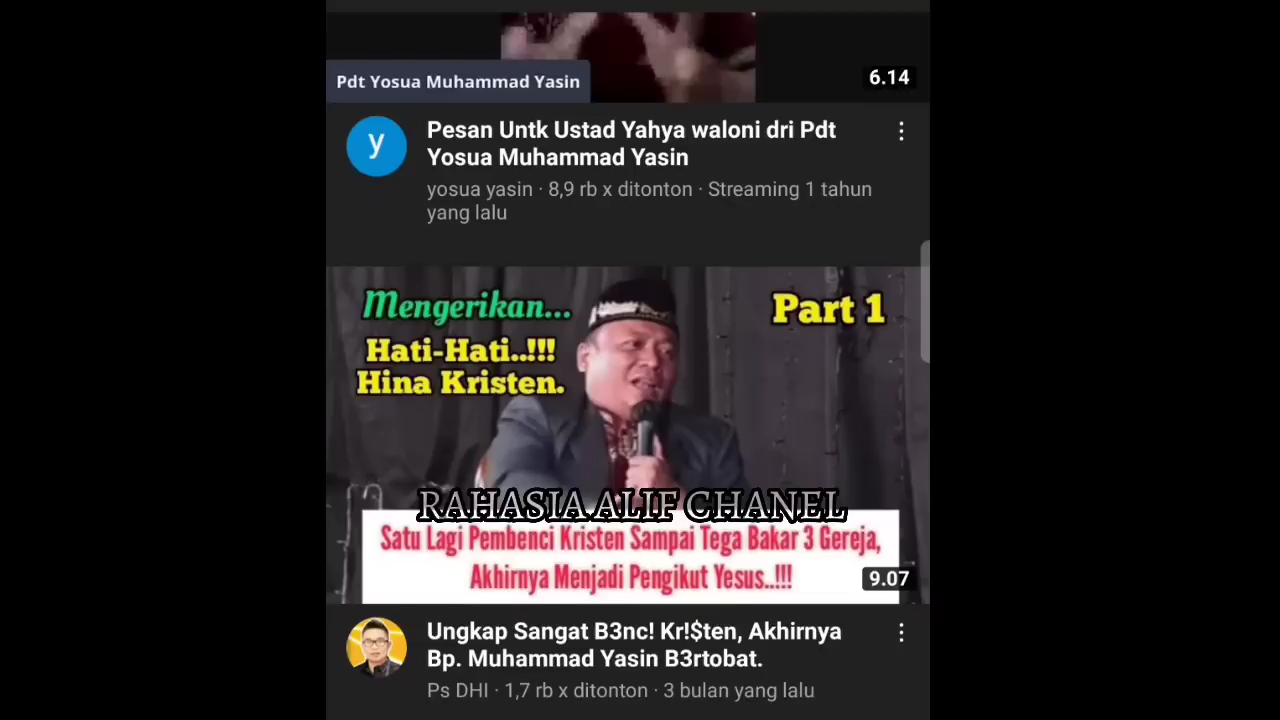 Pdt Yosua Muhammad Yasin
6.14
y
Pesan Untk Ustad Yahya waloni dri Pdt
Yosua Muhammad Yasin
yosua yasin · 8,9 rb x ditonton · Streaming 1 tahun
yang lalu
Mengerikan...
Part 1
Hati-Hati..!!!
Hina Kristen.
RAHASIA ALIF CHANEL
Satu Lagi Pembenci Kristen Sampai Tega Bakar 3 Gereja,
Akhirnya Menjadi Pengikut Yesus..!!!
9.07
Ungkap Sangat B3nc! Kr!$ten, Akhirnya
Bp. Muhammad Yasin B3rtobat.
Ps DHI · 1,7 rb x ditonton · 3 bulan yang lalu